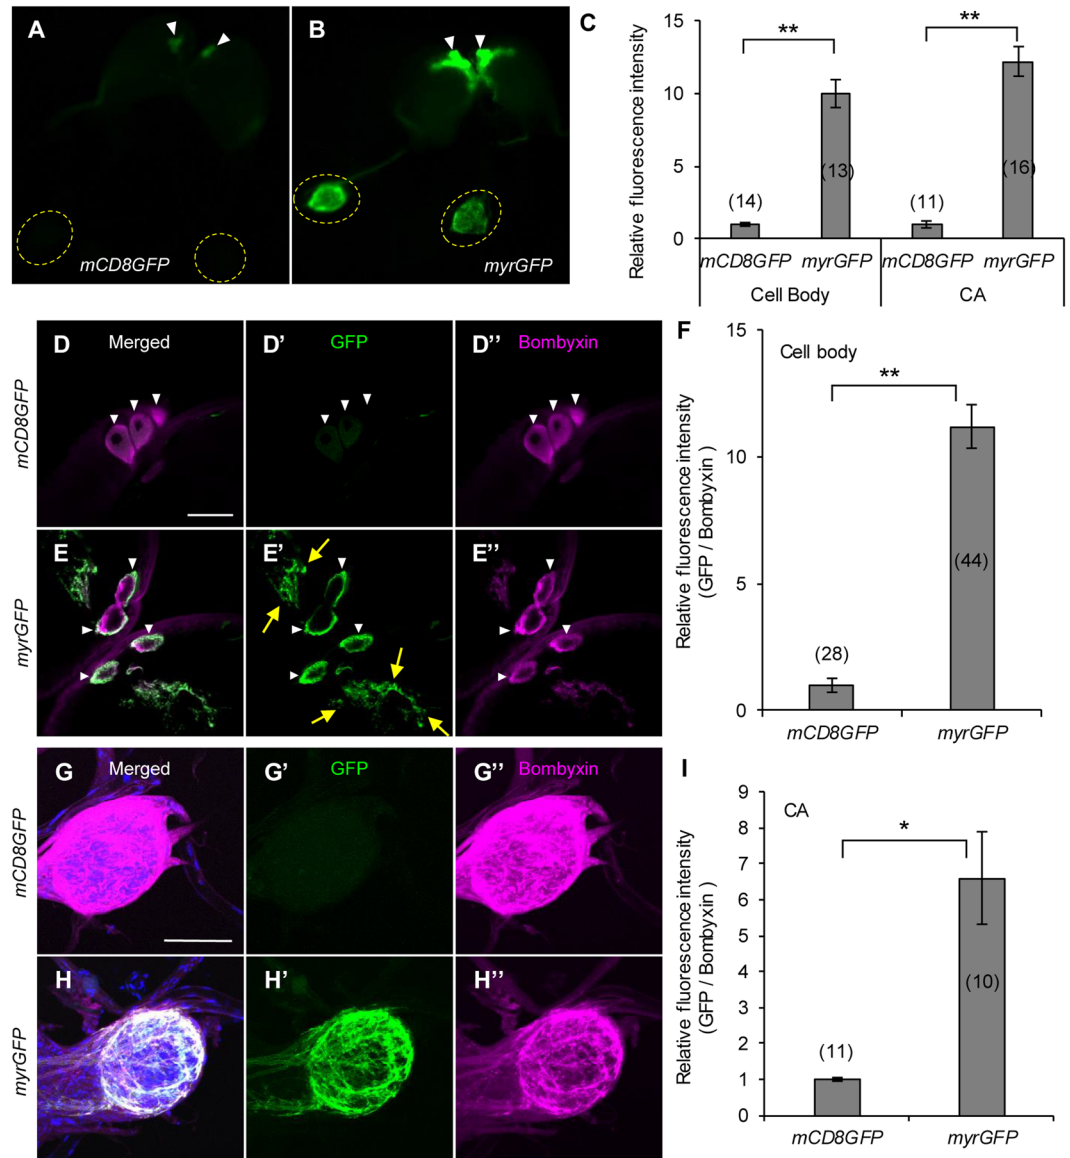 A
mCD8GFP
B
myrGFP
C
Relative fluorescence intensity
15
10
5
0
**
**
(14)
(13)
(11)
(16)
mCD8GFP myrGFP mCD8GFP myrGFP
Cell Body CA
mCD8GFP
D Merged
D’ GFP
D’’ Bombyxin
myrGFP
E
E’
E’’
F
Cell body
Relative fluorescence intensity
(GFP / Bombyxin )
15
10
5
0
**
(28)
(44)
mCD8GFP myrGFP
mCD8GFP
G Merged
G’ GFP
G’’ Bombyxin
myrGFP
H
H’
H’’
I
CA
Relative fluorescence intensity
(GFP / Bombyxin )
9
8
7
6
5
4
3
2
1
0
*
(11)
(10)
mCD8GFP myrGFP